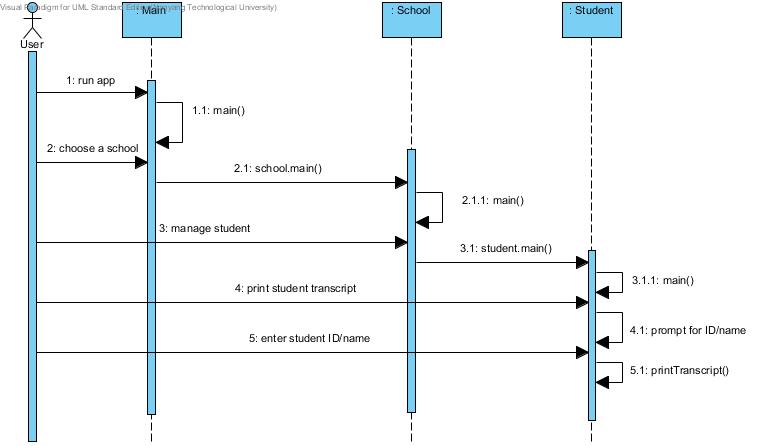 Visual Paradigm for UML Standard Edition(Nanyang Technological University)
: Main
: School
: Student
User
1: run app
1.1: main()
2: choose a school
2.1: school.main()
2.1.1: main()
3: manage student
3.1: student.main()
3.1.1: main()
4: print student transcript
4.1: prompt for ID/name
5: enter student ID/name
5.1: printTranscript()